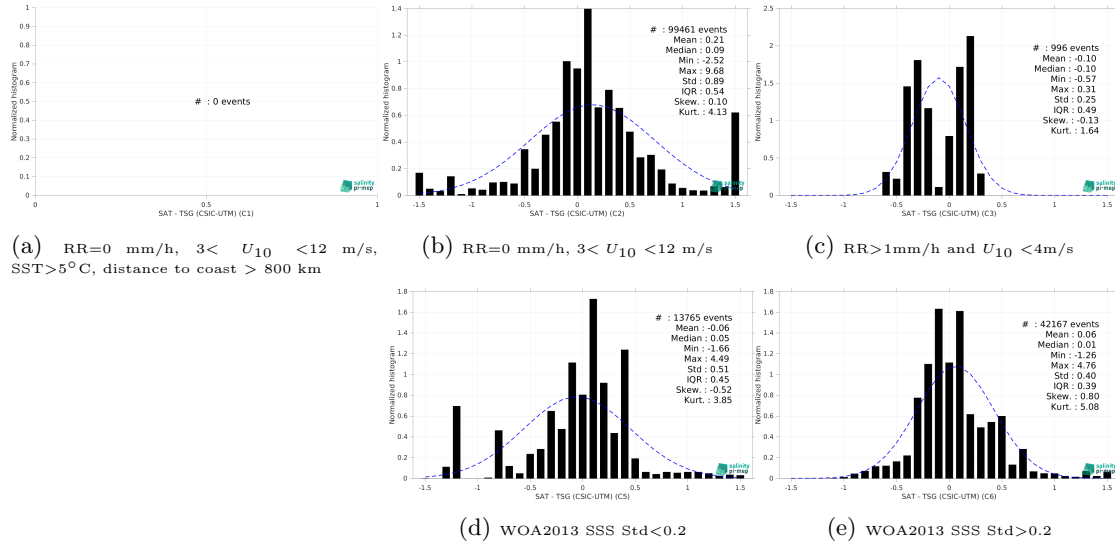 1
0.9
0.8
0.7
0.6
0.5
0.4
0.3
0.2
0.1
0
Normalized histogram
# : 0 events
0 0.5 1
SAT - TSG (CSIC-UTM) (C1)
salinity
pi-mep
(a) RR=0 mm/h, 3< U10 <12 m/s,
SST>5°C, distance to coast > 800 km
1.4
1.2
1
0.8
0.6
0.4
0.2
0
Normalized histogram
# : 99461 events
Mean : 0.21
Median : 0.09
Min : -2.52
Max : 9.68
Std : 0.89
IQR : 0.54
Skew. : 0.10
Kurt. : 4.13
-1.5 -1 -0.5 0 0.5 1 1.5
SAT - TSG (CSIC-UTM) (C2)
salinity
pi-mep
(b) RR=0 mm/h, 3< U10 <12 m/s
2.5
2
1.5
1
0.5
0
Normalized histogram
# : 996 events
Mean : -0.10
Median : -0.10
Min : -0.57
Max : 0.31
Std : 0.25
IQR : 0.49
Skew. : -0.13
Kurt. : 1.64
-1.5 -1 -0.5 0 0.5 1 1.5
SAT - TSG (CSIC-UTM) (C3)
salinity
pi-mep
(c) RR>1mm/h and U10 <4m/s
1.8
1.6
1.4
1.2
1
0.8
0.6
0.4
0.2
0
Normalized histogram
# : 13765 events
Mean : -0.06
Median : 0.05
Min : -1.66
Max : 4.49
Std : 0.51
IQR : 0.45
Skew. : -0.52
Kurt. : 3.85
-1.5 -1 -0.5 0 0.5 1 1.5
SAT - TSG (CSIC-UTM) (C5)
salinity
pi-mep
(d) WOA2013 SSS Std<0.2
1.8
1.6
1.4
1.2
1
0.8
0.6
0.4
0.2
0
Normalized histogram
# : 42167 events
Mean : 0.06
Median : 0.01
Min : -1.26
Max : 4.76
Std : 0.40
IQR : 0.39
Skew. : 0.80
Kurt. : 5.08
-1.5 -1 -0.5 0 0.5 1 1.5
SAT - TSG (CSIC-UTM) (C6)
salinity
pi-mep
(e) WOA2013 SSS Std>0.2